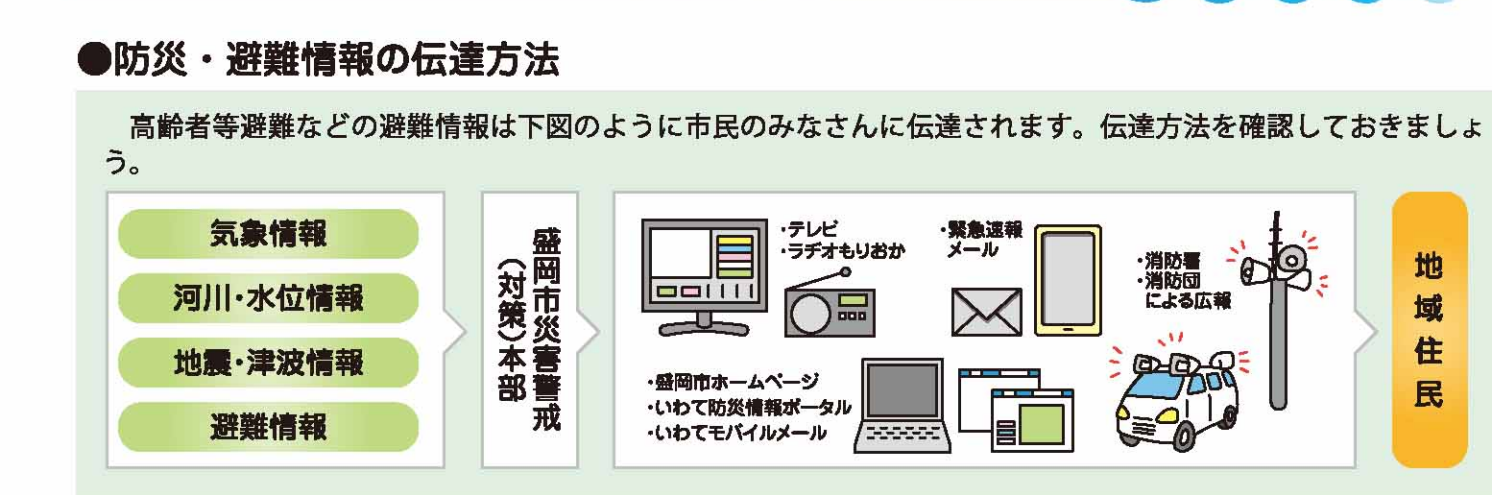 ●防災・避難情報の伝達方法
高齢者等避難などの避難情報は下図のように市民のみなさんに伝達されます。伝達方法を確認しておきましょ
う。
気象情報
河川・水位情報
地震・津波情報
避難情報
盛岡市災害警戒
（対策）本部
・テレビ
・ラヂオもりおか
・緊急速報
メール
・消防署
・消防団
による広報
・盛岡市ホームページ
・いわて防災情報ポータル
・いわてモバイルメール
地域住民